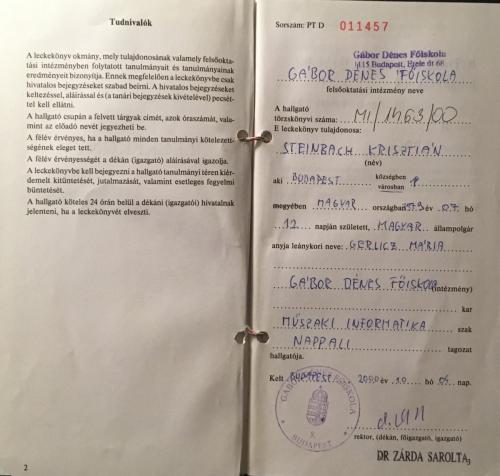 Tudnivalók
A leckekönyv okmány, mely tulajdonosának valamely felsőokta-
tási intézményben folytatott tanulmányait és tanulmányainak
eredményeit bizonyítja. Ennek megfelelően a leckekönyvbe csak
hivatalos bejegyzéseket szabad beírni. A hivatalos bejegyzéseket
keltezéssel, aláírással és (a tanári bejegyzések kivételével) pecsét-
tel kell ellátni.
A hallgató csupán a felvett tárgyak címét, azok óraszámát, vala-
mint az előadó nevét jegyezheti be.
A félév érvényes, ha a hallgató minden tanulmányi kötelezett-
ségének eleget tett.
A félév érvényességét a dékán (igazgató) aláírásával igazolja.
A leckekönyvbe kell bejegyezni a hallgató tanulmányi téren kiér-
demelt kitüntetését, jutalmazását, valamint esetleges fegyelmi
büntetését.
A hallgató köteles 24 órán belül a dékáni (igazgatói) hivatalnak
jelenteni, ha a leckekönyvét elveszti.
2
Sorszám: PT D 011457
Gábor Dénes Főiskola
1115 Budapest, Etele út 68.
GÁBOR DÉNES FŐISKOLA
felsőoktatási intézmény neve
A hallgató
törzskönyvi száma: MI/1463/00
E leckekönyv tulajdonosa:
STEINBACH KRISZTIÁN
(név)
aki BUDAPEST községben
városban
megyében MAGYAR országban 1979 év 07. hó
12. napján született, MAGYAR állampolgár
anyja leánykori neve: GERLICZ MÁRIA
GÁBOR DÉNES FŐISKOLA (intézmény)
kar
MŰSZAKI INFORMATIKA szak
NAPPALI tagozat
hallgatója.
Kelt BUDAPEST 2000 év 10. hó 04. nap.
GÁBOR DÉNES FŐISKOLA
X.
BUDAPEST
rektor, (dékán, főigazgató, igazgató)
DR ZÁRDA SAROLTA
3